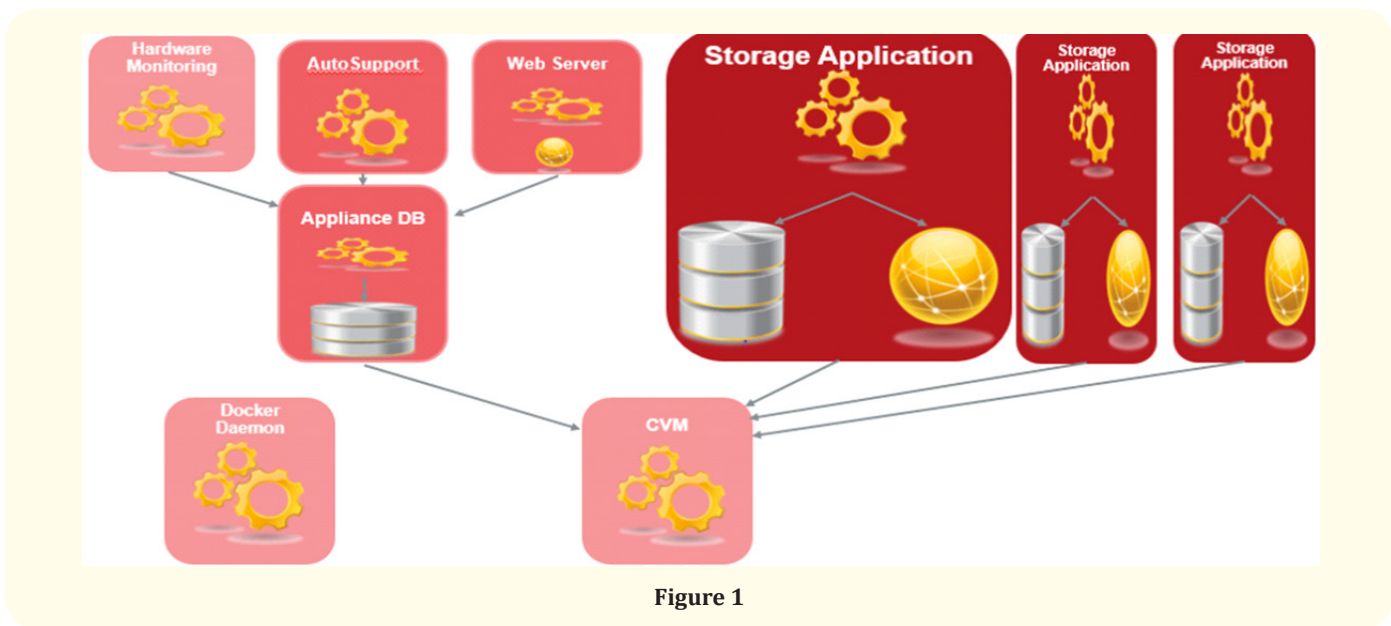 Hardware
Monitoring
AutoSupport
Web Server
Storage Application
Storage
Application
Storage
Application
Appliance DB
Docker
Daemon
CVM
Figure 1